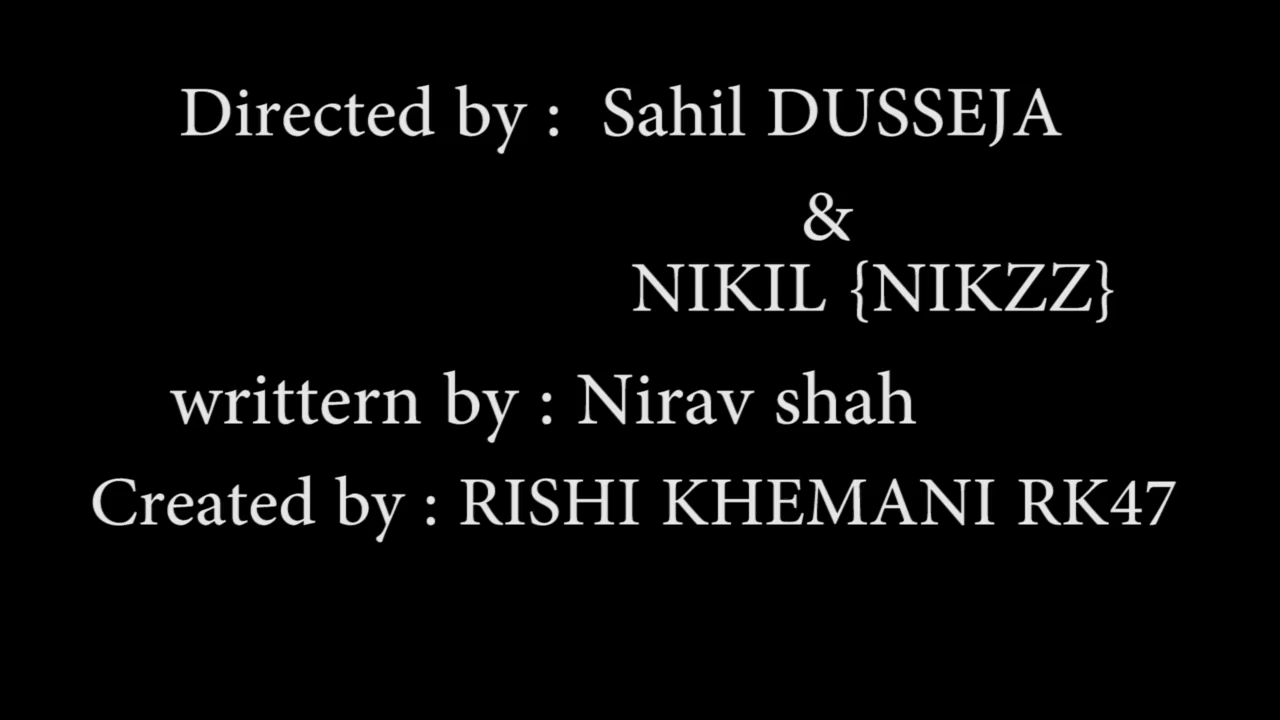 Directed by :  Sahil DUSSEJA
&
NIKIL {NIKZZ}
writtern by : Nirav shah
Created by : RISHI KHEMANI RK47